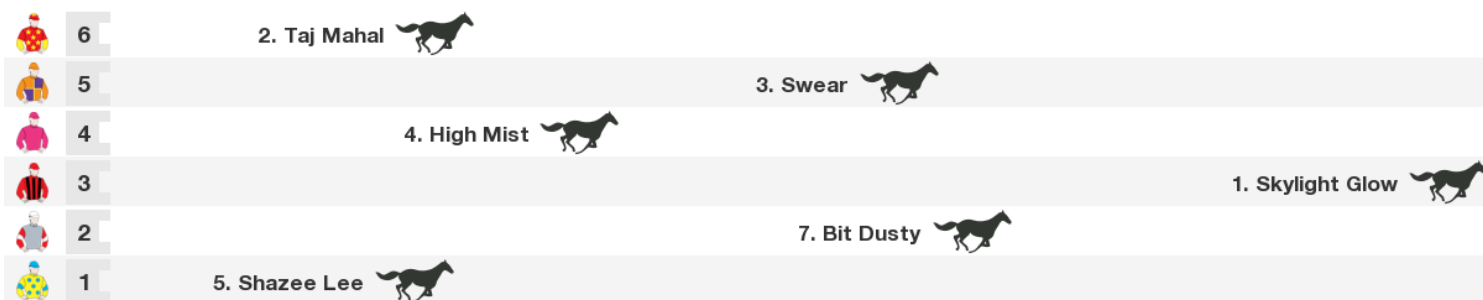 6 2. Taj Mahal
5 3. Swear
4 4. High Mist
3 1. Skylight Glow
2 7. Bit Dusty
1 5. Shazee Lee